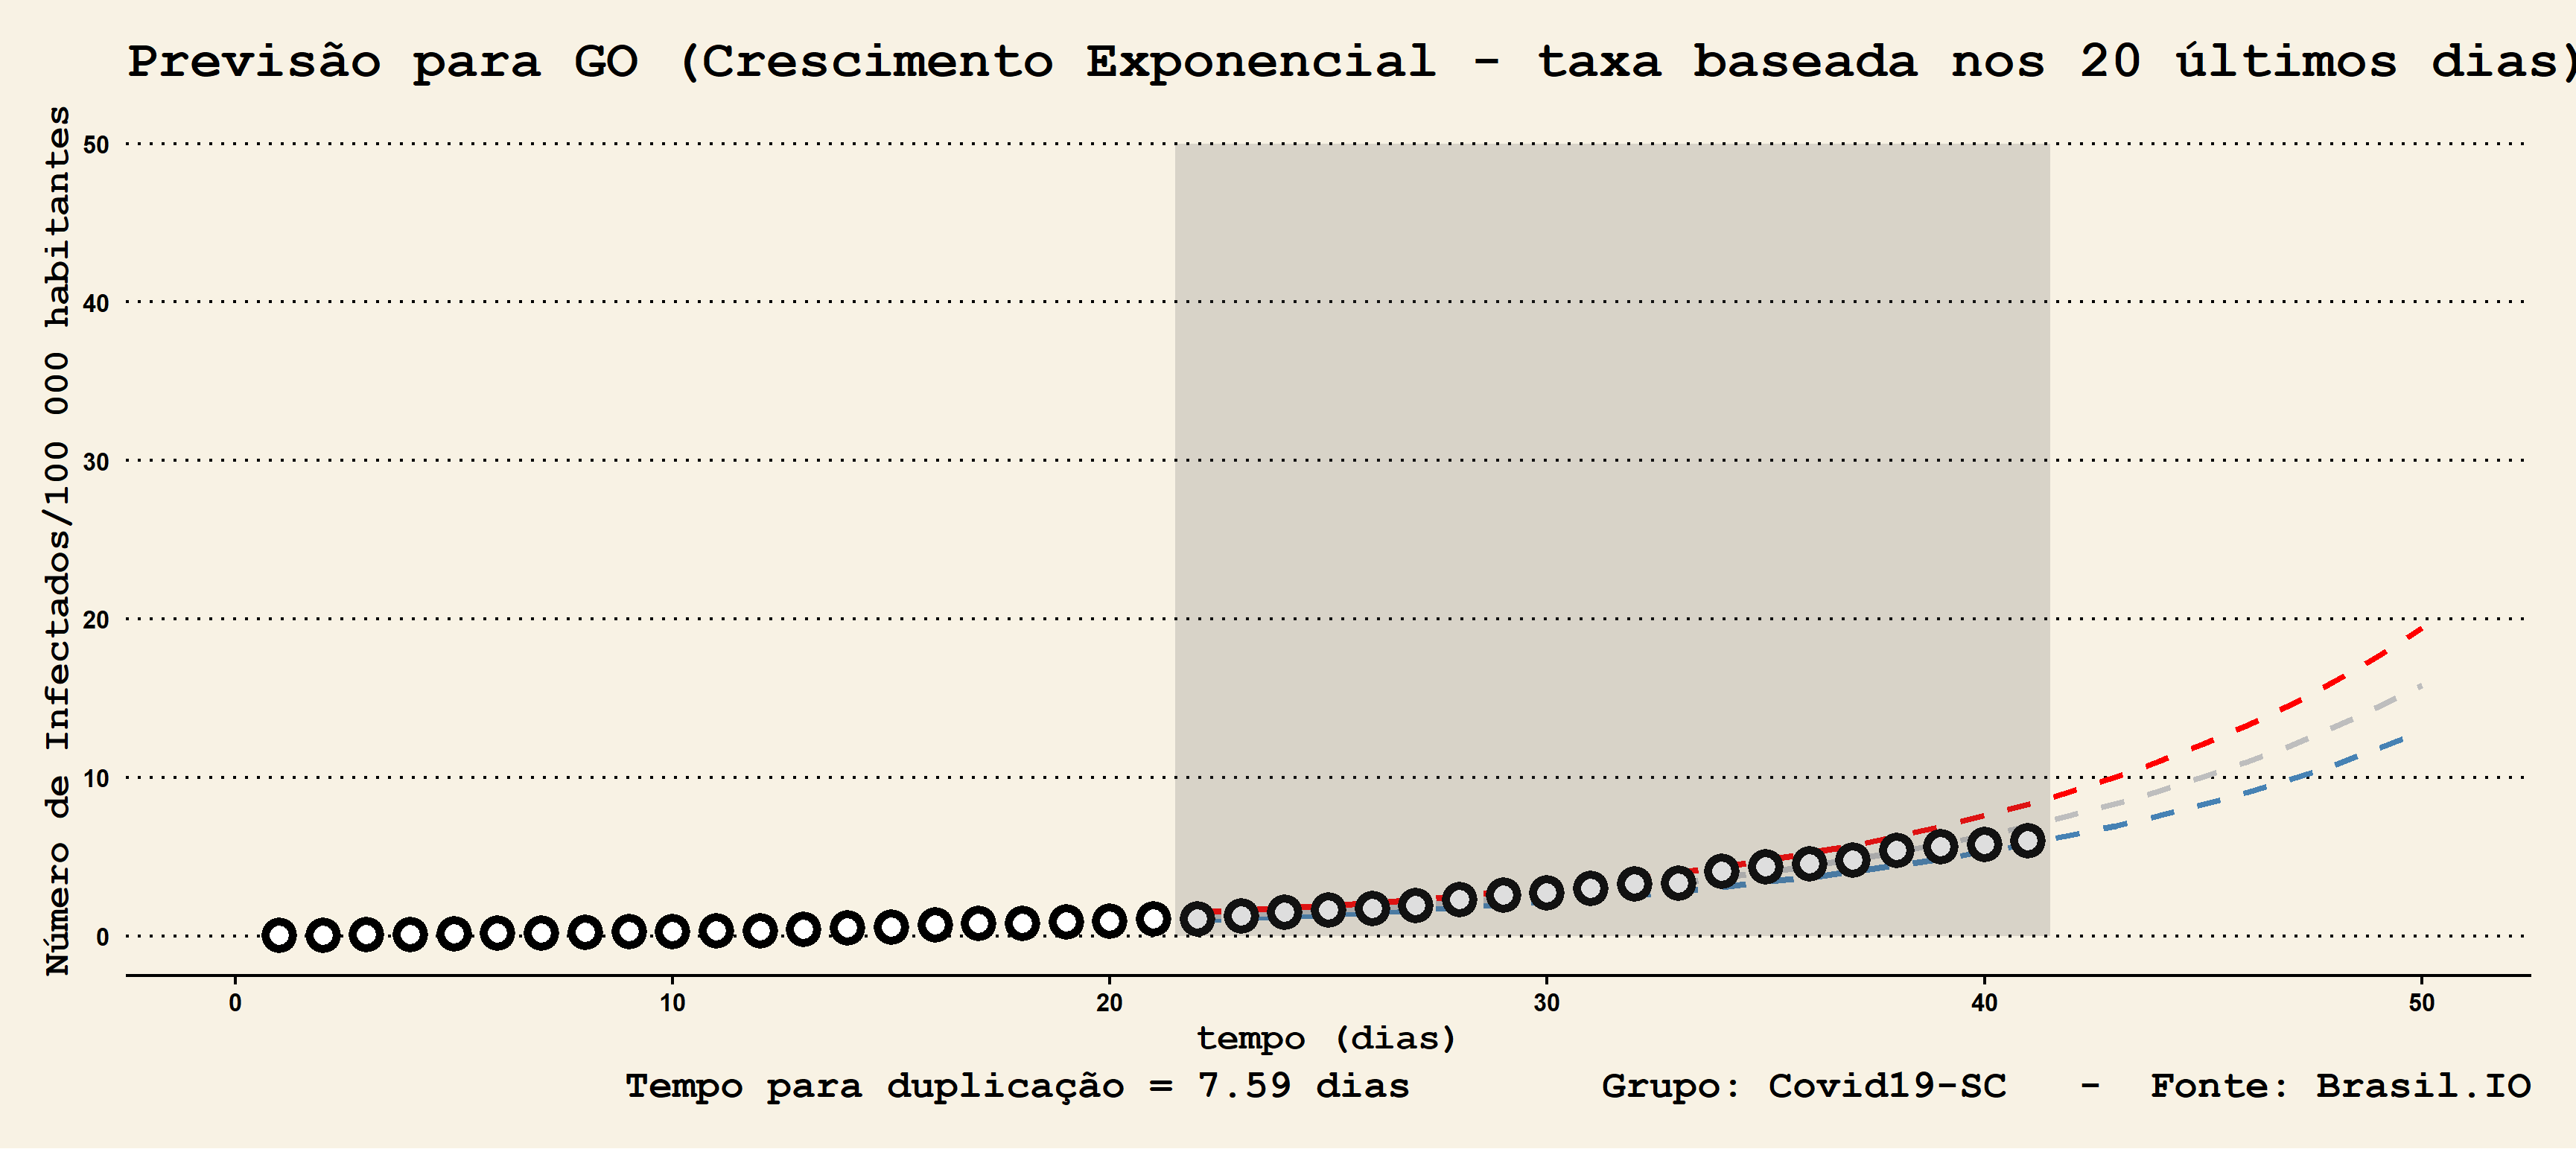 Previsão para GO (Crescimento Exponencial - taxa baseada nos 20 últimos dias)
Número de Infectados/100 000 habitantes
50
40
30
20
10
0
0 10 20 30 40 50
tempo (dias)
Tempo para duplicação = 7.59 dias Grupo: Covid19-SC - Fonte: Brasil.IO